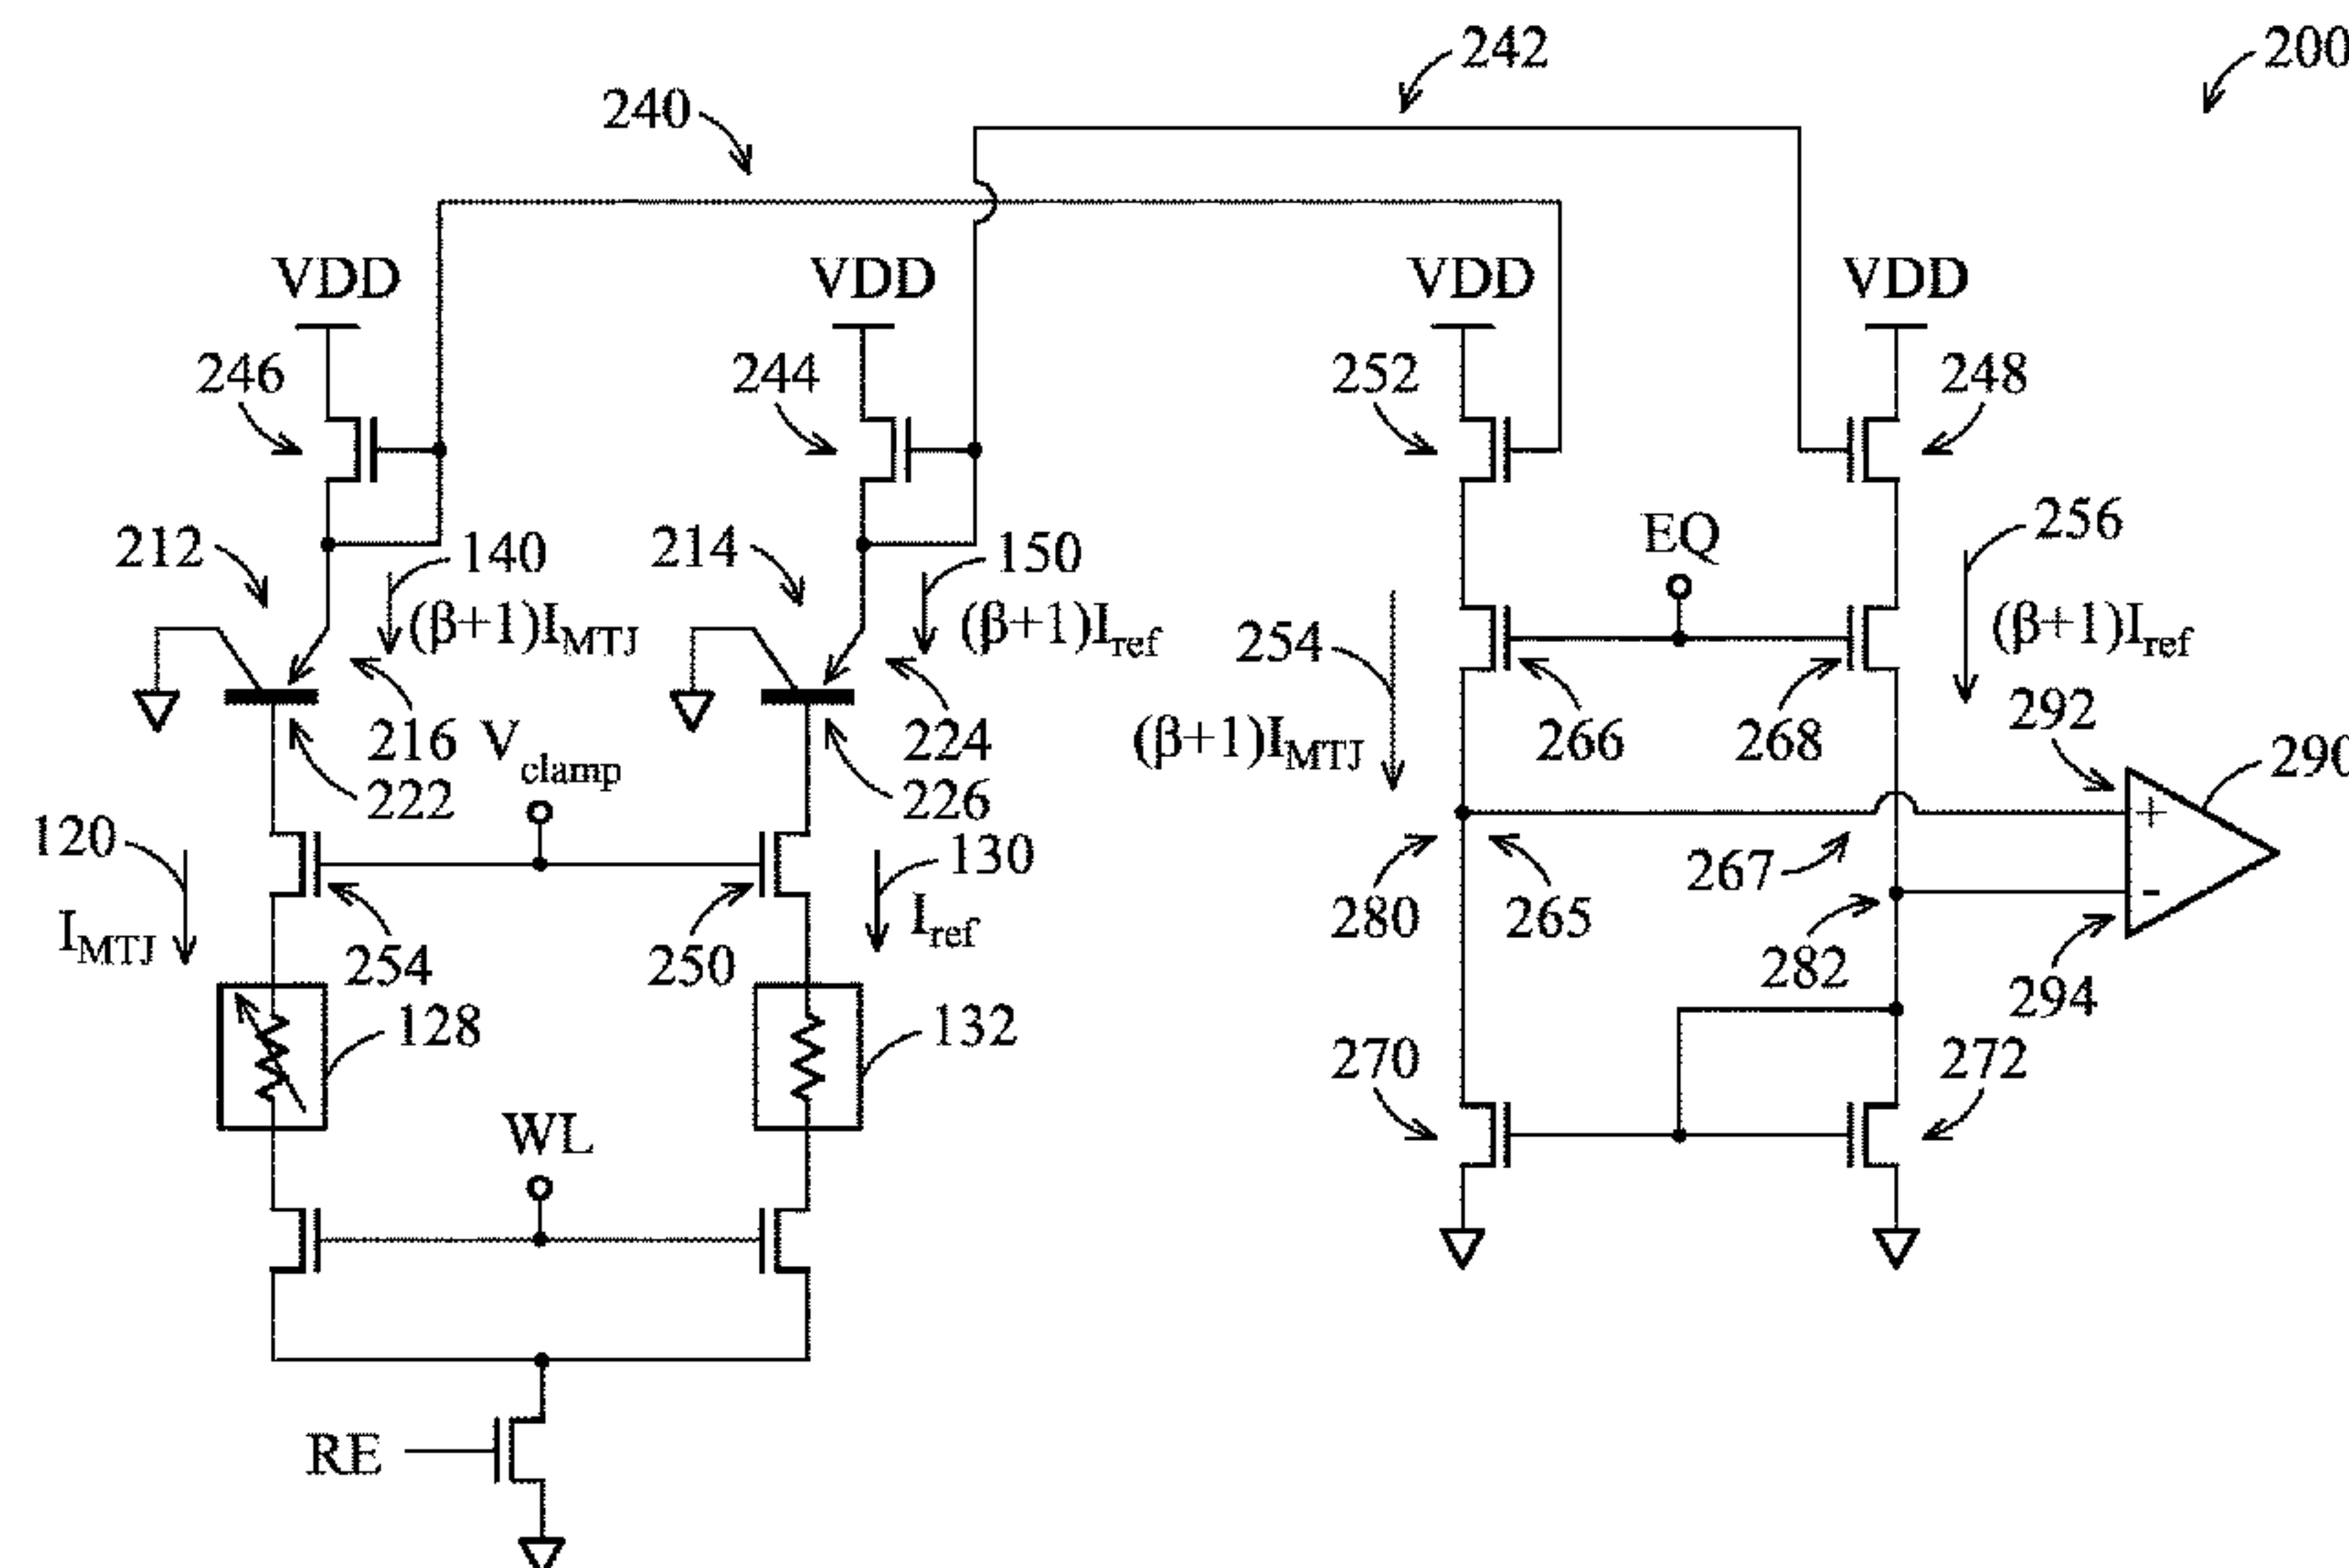 242
200
240
VDD
VDD
VDD
VDD
246
244
252
248
212
140
214
150
EQ
256
(β+1)I_MTJ
(β+1)I_ref
254
(β+1)I_ref
216
V_clamp
224
(β+1)I_MTJ
266
268
292
290
222
226
120
130
267
I_MTJ
254
250
I_ref
280
265
+
-
282
294
128
132
270
272
WL
RE